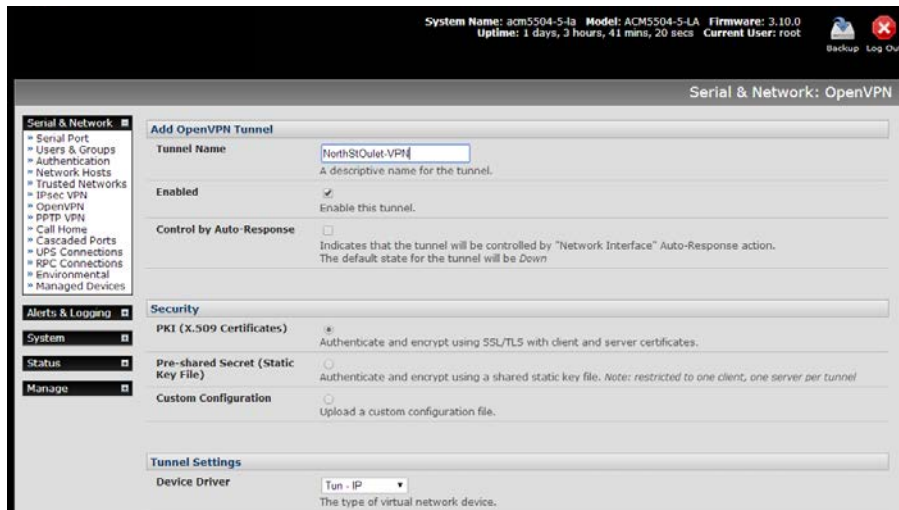 System Name: acm5504-5-la Model: ACM5504-5-LA Firmware: 3.10.0
Uptime: 1 days, 3 hours, 41 mins, 20 secs Current User: root
Backup Log Ou
Serial & Network: OpenVPN
Serial & Network
Serial Port
Users & Groups
Authentication
Network Hosts
Trusted Networks
IPsec VPN
OpenVPN
PPTP VPN
Call Home
Cascaded Ports
UPS Connections
RPC Connections
Environmental
Managed Devices
Alerts & Logging
System
Status
Manage
Add OpenVPN Tunnel
Tunnel Name
NorthStOulet-VPN
A descriptive name for the tunnel.
Enabled
Enable this tunnel.
Control by Auto-Response
Indicates that the tunnel will be controlled by "Network Interface" Auto-Response action.
The default state for the tunnel will be Down
Security
PKI (X.509 Certificates)
Authenticate and encrypt using SSL/TLS with client and server certificates.
Pre-shared Secret (Static
Key File)
Authenticate and encrypt using a shared static key file. Note: restricted to one client, one server per tunnel
Custom Configuration
Upload a custom configuration file.
Tunnel Settings
Device Driver
Tun - IP
The type of virtual network device.